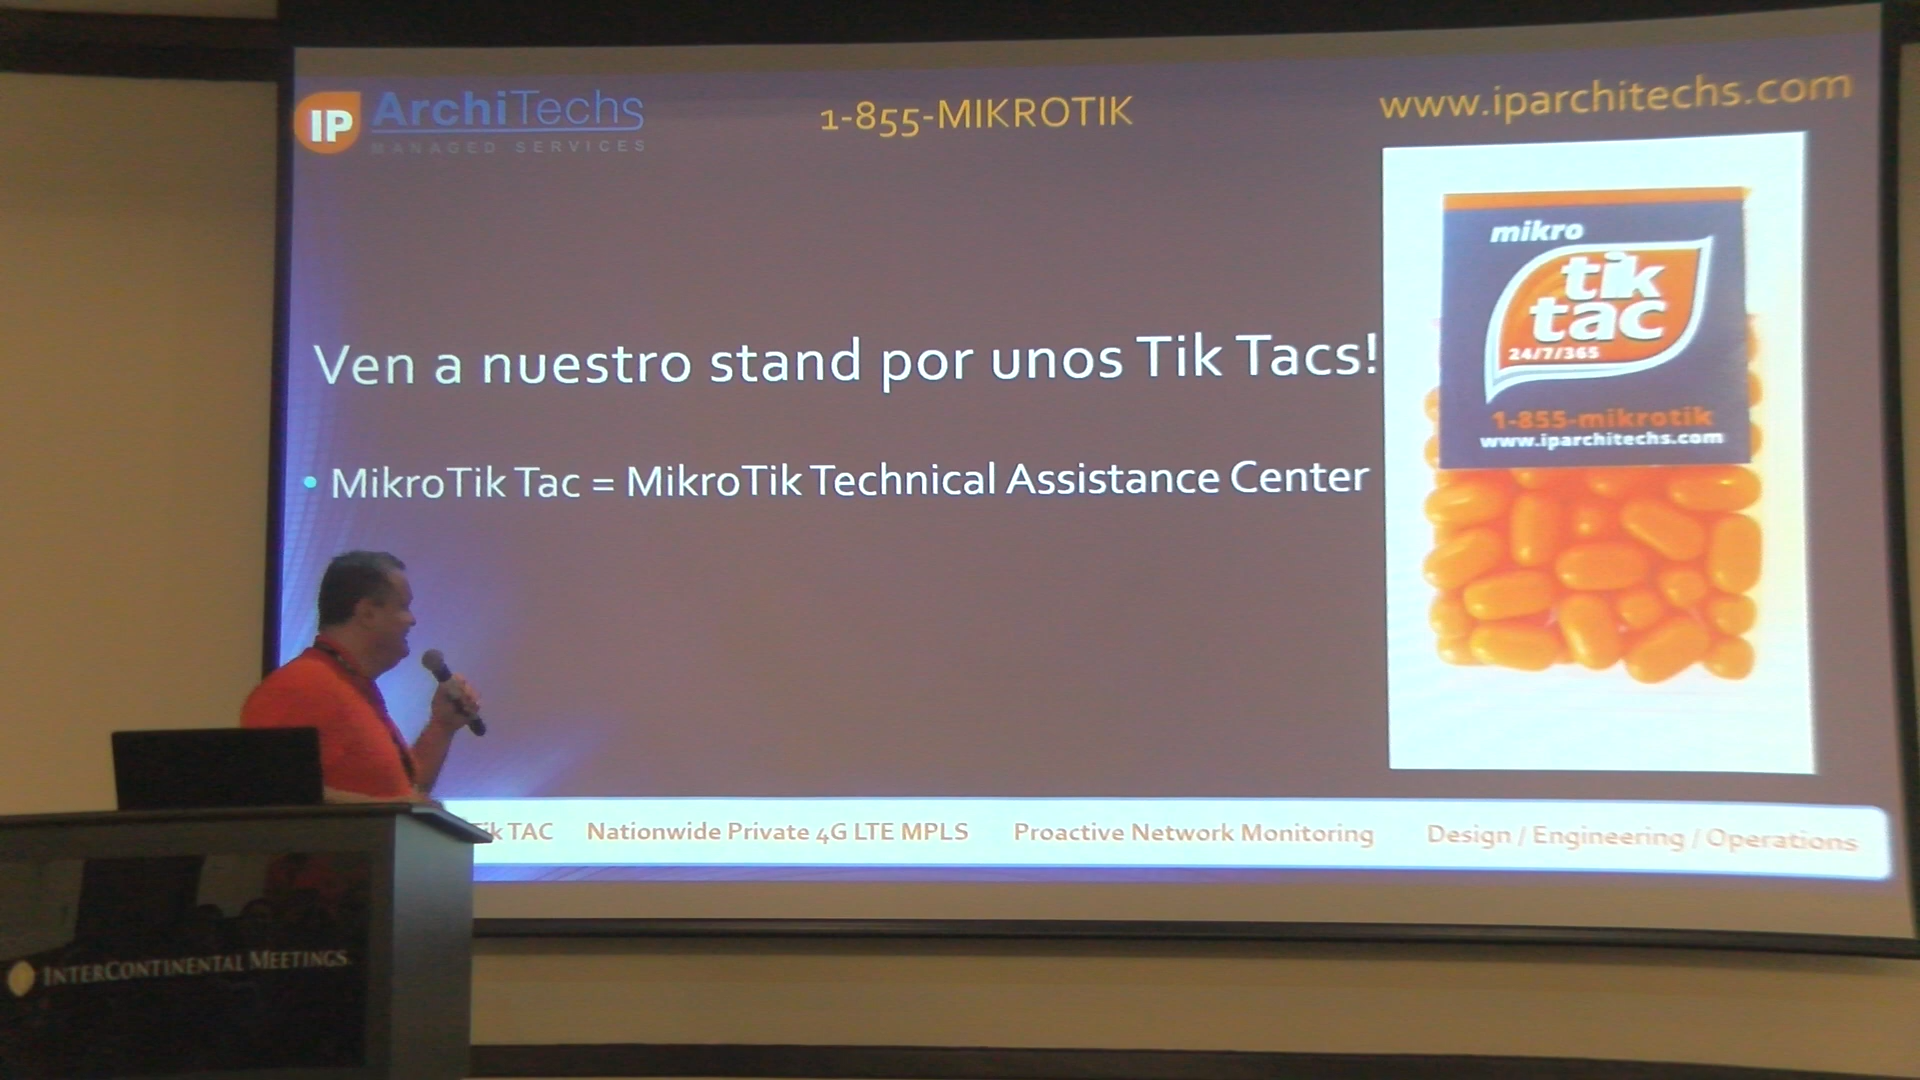 IP ArchiTechs
MANAGED SERVICES
1-855-MIKROTIK
www.iparchitechs.com
mikro
tik
tac
24/7/365
1-855-mikrotik
www.iparchitechs.com
Ven a nuestro stand por unos Tik Tacs!
• MikroTik Tac = MikroTik Technical Assistance Center
Tik TAC Nationwide Private 4G LTE MPLS Proactive Network Monitoring Design / Engineering / Operations
INTERCONTINENTAL MEETINGS